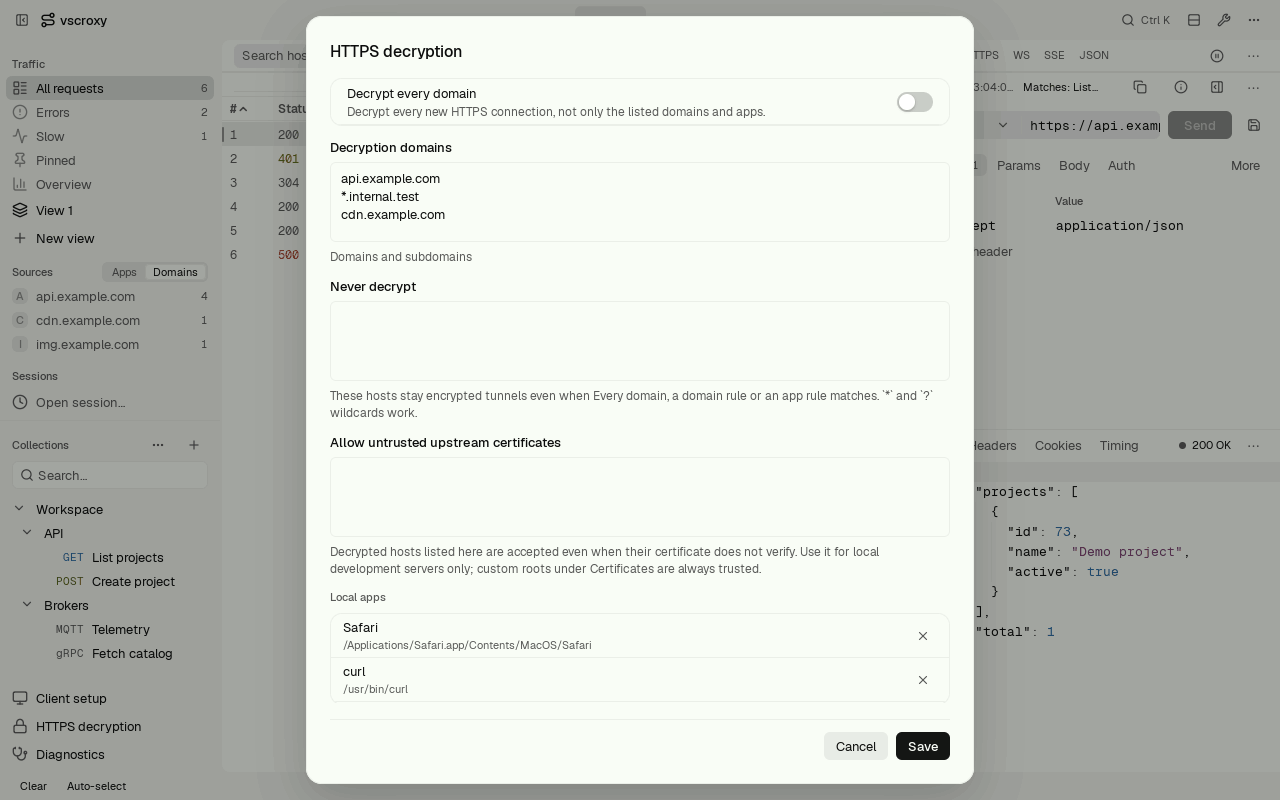 vscroxy
Ctrl K
Traffic
All requests 6
Errors 2
Slow 1
Pinned
Overview
View 1
New view
Sources Apps Domains
A api.example.com 4
C cdn.example.com 1
I img.example.com 1
Sessions
Open session...
Collections
Search...
Workspace
API
GET List projects
POST Create project
Brokers
MQTT Telemetry
gRPC Fetch catalog
Client setup
HTTPS decryption
Diagnostics
Clear Auto-select
Search hos
#
1 200
2 401
3 304
4 200
5 200
6 500
HTTPS decryption
Decrypt every domain
Decrypt every new HTTPS connection, not only the listed domains and apps.
Decryption domains
api.example.com
*.internal.test
cdn.example.com
Domains and subdomains
Never decrypt
These hosts stay encrypted tunnels even when Every domain, a domain rule or an app rule matches. `*` and `?`
wildcards work.
Allow untrusted upstream certificates
Decrypted hosts listed here are accepted even when their certificate does not verify. Use it for local
development servers only; custom roots under Certificates are always trusted.
Local apps
Safari
/Applications/Safari.app/Contents/MacOS/Safari
curl
/usr/bin/curl
Cancel Save
WS SSE JSON
3:04:0... Matches: List...
https://api.examp Send
Params Body Auth More
Value
application/json
header
Headers Cookies Timing 200 OK
"projects": [
{
"id": 73,
"name": "Demo project",
"active": true
}
],
"total": 1